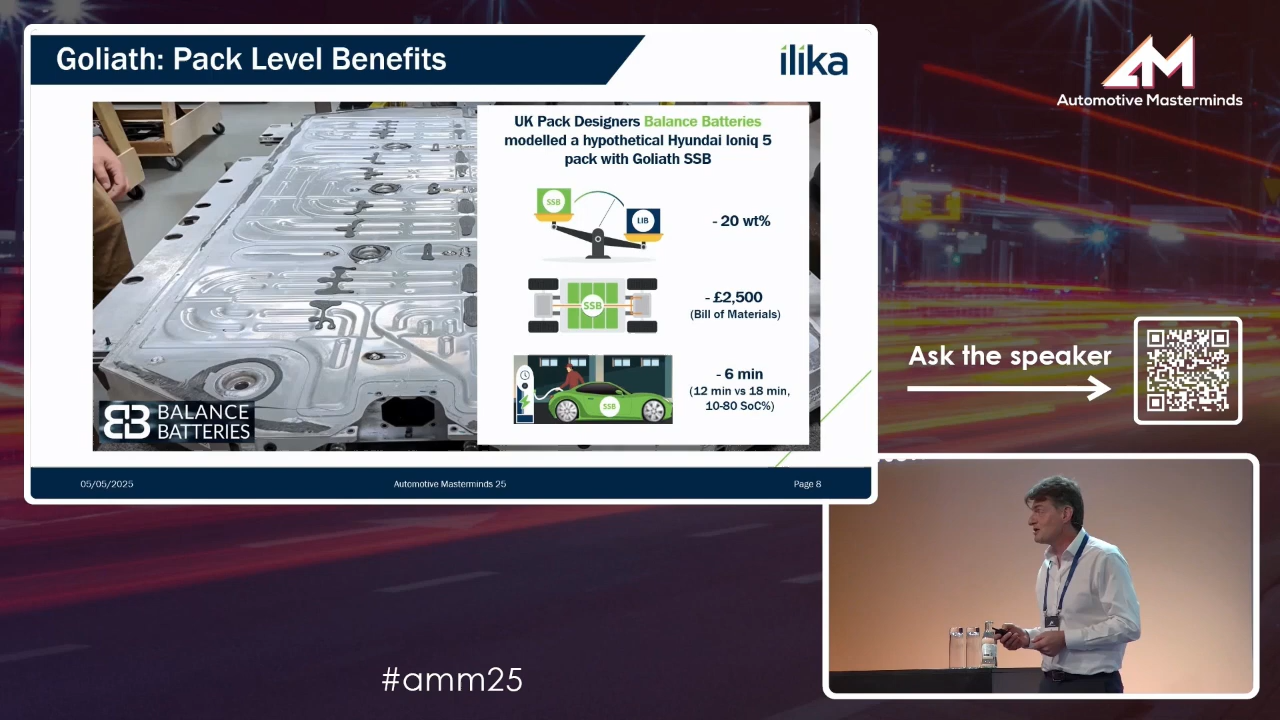 Goliath: Pack Level Benefits
ilika
UK Pack Designers Balance Batteries
modelled a hypothetical Hyundai Ioniq 5
pack with Goliath SSB
SSB
LIB
- 20 wt%
SSB
- £2,500
(Bill of Materials)
SSB
- 6 min
(12 min vs 18 min,
10-80 SoC%)
BB BALANCE
BATTERIES
05/05/2025
Automotive Masterminds 25
Page 8
AM
Automotive Masterminds
Ask the speaker
#amm25